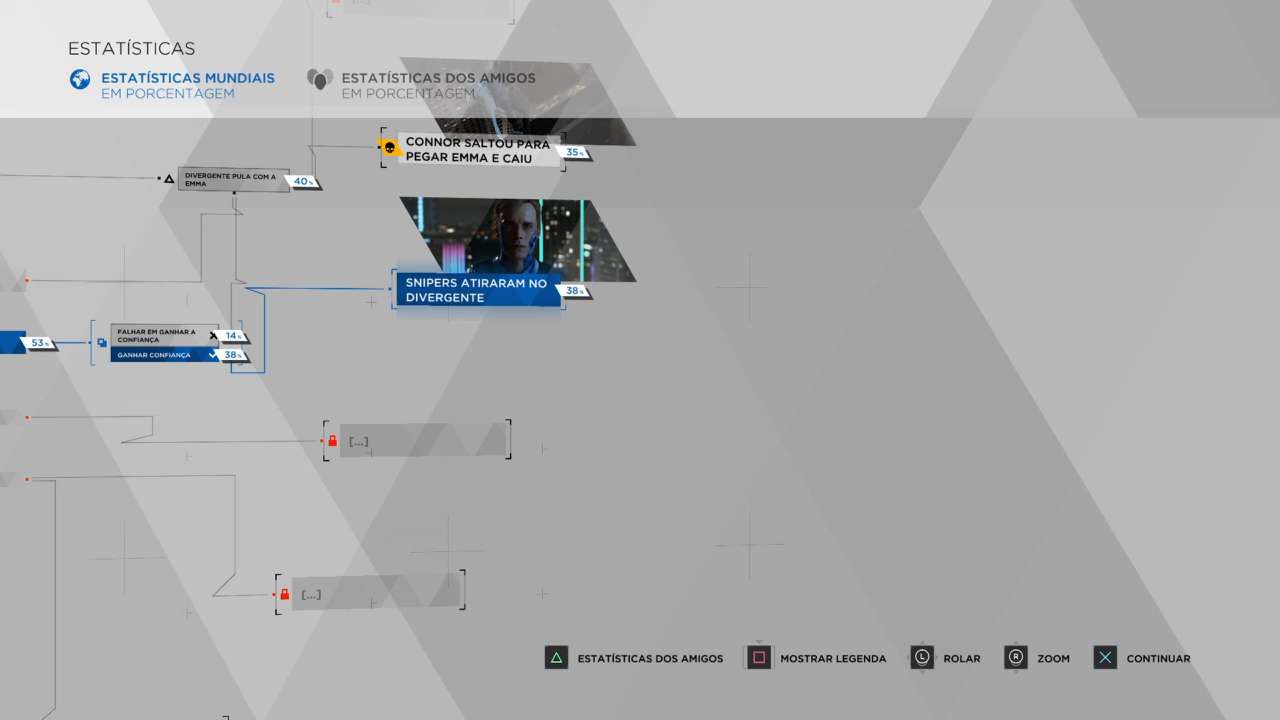 ESTATÍSTICAS
ESTATÍSTICAS MUNDIAIS
EM PORCENTAGEM
ESTATÍSTICAS DOS AMIGOS
EM PORCENTAGEM
CONNOR SALTOU PARA
PEGAR EMMA E CAIU
35%
DIVERGENTE PULA COM A
EMMA
40%
SNIPERS ATIRARAM NO
DIVERGENTE
38%
53%
FALHAR EM GANHAR A
CONFIANÇA
14%
GANHAR CONFIANÇA
38%
[...]
[...]
ESTATÍSTICAS DOS AMIGOS
MOSTRAR LEGENDA
L
ROLAR
R
ZOOM
CONTINUAR